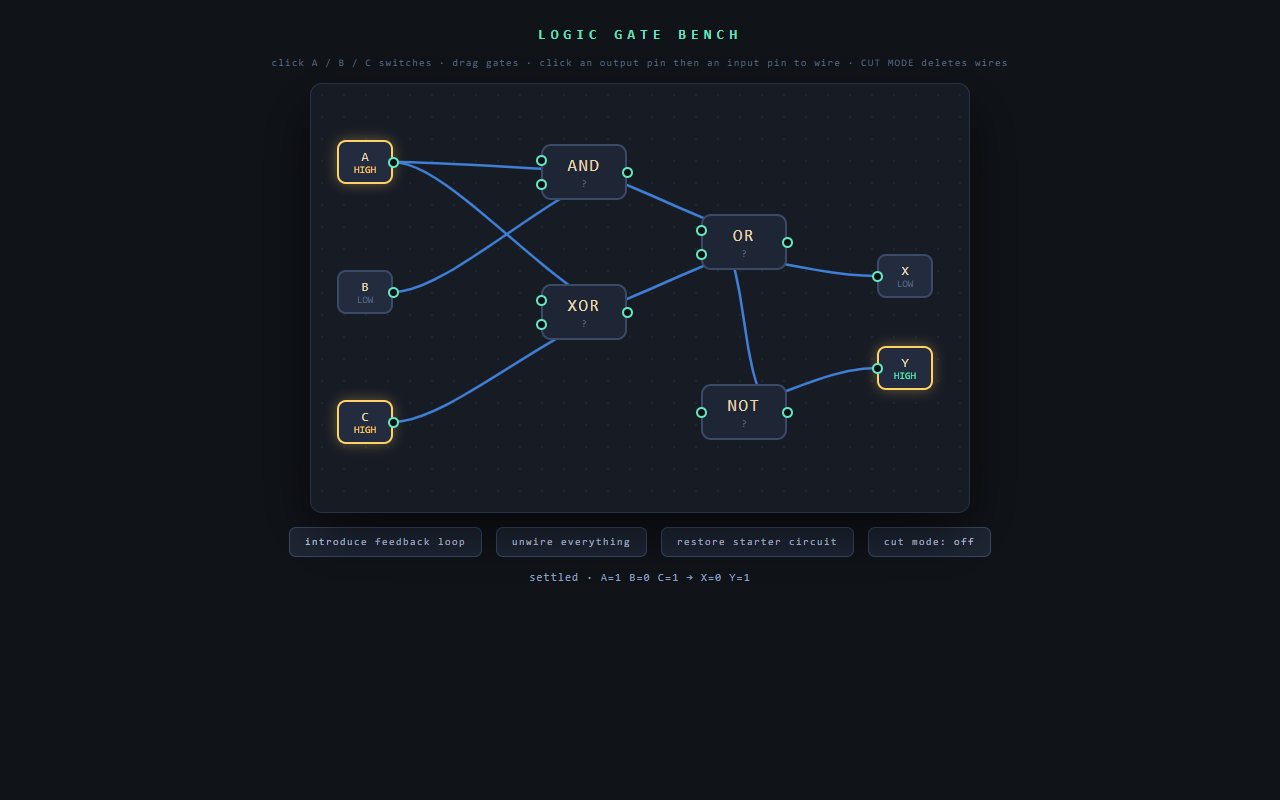 LOGIC GATE BENCH
click A / B / C switches · drag gates · click an output pin then an input pin to wire · CUT MODE deletes wires
A
HIGH
AND
?
OR
?
B
LOW
XOR
?
X
LOW
Y
HIGH
C
HIGH
NOT
?
introduce feedback loop
unwire everything
restore starter circuit
cut mode: off
settled · A=1 B=0 C=1 → X=0 Y=1